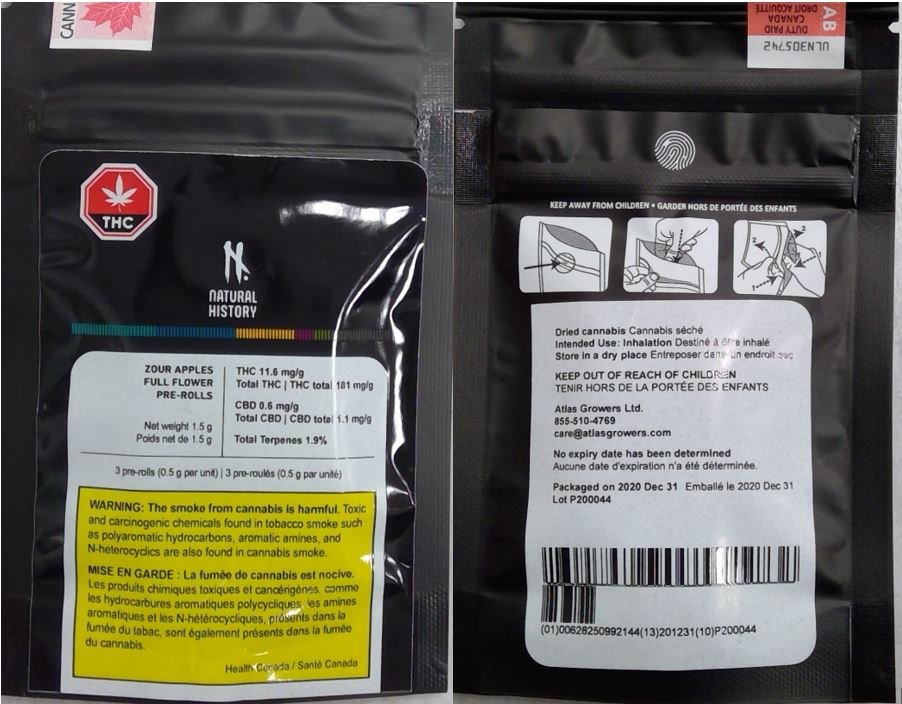 CANN
THC
N.
NATURAL
HISTORY
ZOUR APPLES
FULL FLOWER
PRE-ROLLS
Net weight 1.5 g
Poids net de 1.5 g
THC 11.6 mg/g
Total THC | THC total 181 mg/g
CBD 0.6 mg/g
Total CBD | CBD total 1.1 mg/g
Total Terpenes 1.9%
3 pre-rolls (0.5 g per unit) | 3 pre-roulés (0.5 g par unité)
WARNING: The smoke from cannabis is harmful. Toxic
and carcinogenic chemicals found in tobacco smoke such
as polyaromatic hydrocarbons, aromatic amines, and
N-heterocyclics are also found in cannabis smoke.
MISE EN GARDE : La fumée de cannabis est nocive.
Les produits chimiques toxiques et cancérigènes comme
les hydrocarbures aromatiques polycycliques, les amines
aromatiques et les N-hétérocycliques, présents dans la
fumée du tabac, sont également présents dans la fumée
du cannabis.
Health Canada / Santé Canada
AB
DUTY PAID
CANADA
DROIT ACQUITTÉ
ULN305742
KEEP AWAY FROM CHILDREN • GARDER HORS DE PORTÉE DES ENFANTS
2 2
1 1
Dried cannabis Cannabis séché
Intended Use: Inhalation Destiné à être inhalé
Store in a dry place Entreposer dans un endroit sec
KEEP OUT OF REACH OF CHILDREN
TENIR HORS DE LA PORTÉE DES ENFANTS
Atlas Growers Ltd.
855-510-4769
care@atlasgrowers.com
No expiry date has been determined
Aucune date d'expiration n'a été déterminée.
Packaged on 2020 Dec 31 Emballé le 2020 Dec 31
Lot P200044
(01)00628250992144(13)201231(10)P200044